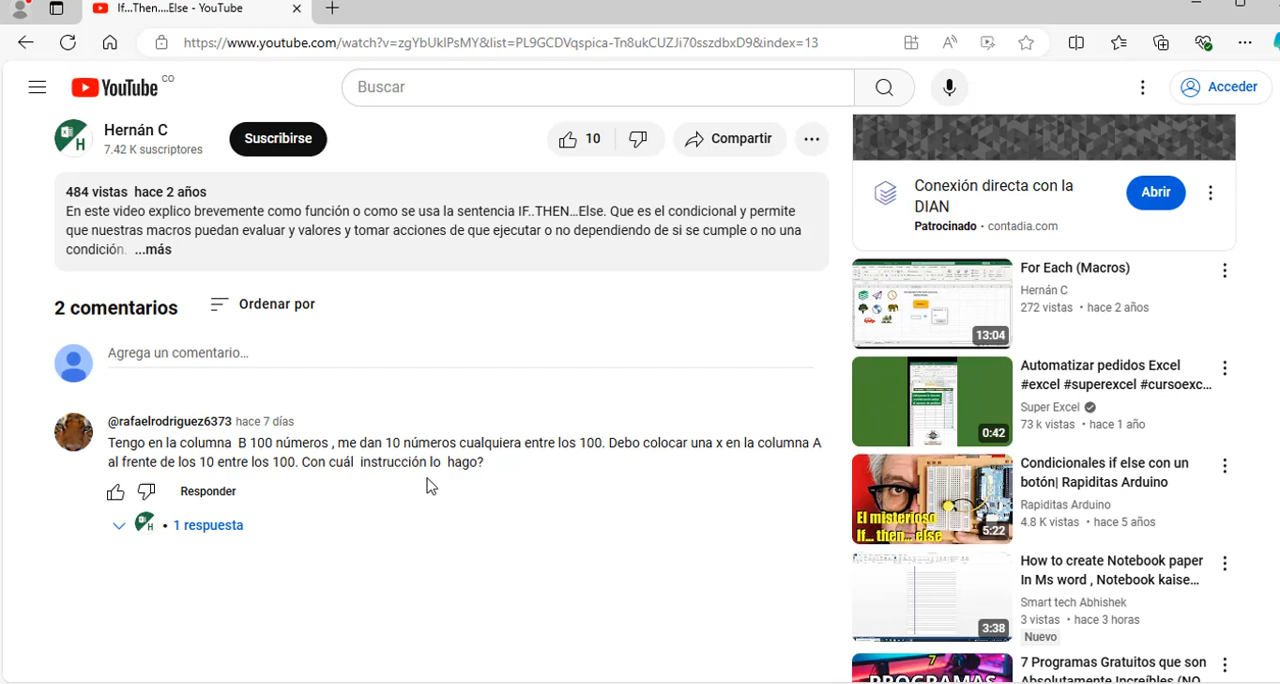 If...Then....Else - YouTube
https://www.youtube.com/watch?v=zgYbUklPsMY&list=PL9GCDVqspica-Tn8ukCUZJi70sszdbxD9&index=13
YouTube CO
Buscar
Acceder
Hernán C
7.42 K suscriptores
Suscribirse
10
Compartir
484 vistas hace 2 años
En este video explico brevemente como función o como se usa la sentencia IF..THEN...Else. Que es el condicional y permite
que nuestras macros puedan evaluar y valores y tomar acciones de que ejecutar o no dependiendo de si se cumple o no una
condición. ...más
2 comentarios
Ordenar por
Agrega un comentario...
@rafaelrodriguez6373 hace 7 días
Tengo en la columna B 100 números , me dan 10 números cualquiera entre los 100. Debo colocar una x en la columna A
al frente de los 10 entre los 100. Con cuál instrucción lo hago?
Responder
1 respuesta
Conexión directa con la
DIAN
Patrocinado · contadia.com
Abrir
For Each (Macros)
Hernán C
272 vistas · hace 2 años
13:04
Automatizar pedidos Excel
#excel #superexcel #cursoexc...
Super Excel
73 k vistas · hace 1 año
0:42
Condicionales if else con un
botón| Rapiditas Arduino
Rapiditas Arduino
4.8 K vistas · hace 5 años
El misterioso
If... then... else
5:22
How to create Notebook paper
In Ms word , Notebook kaise...
Smart tech Abhishek
3 vistas · hace 3 horas
Nuevo
3:38
7 Programas Gratuitos que son
Absolutamente Increíbles (NO
7
PROGRAMAS